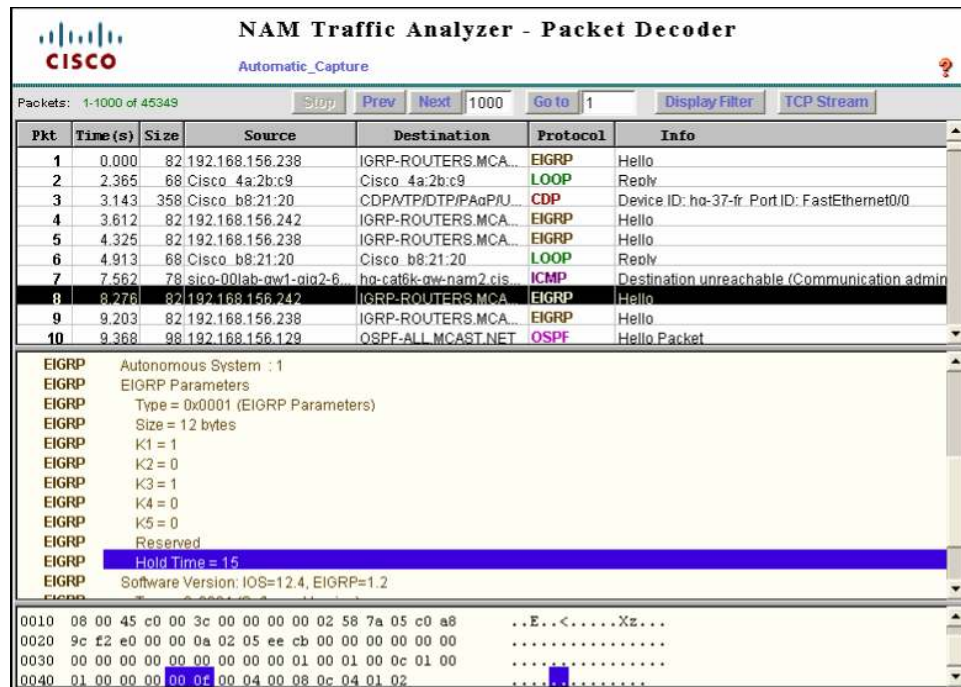 CISCO
NAM Traffic Analyzer - Packet Decoder
Automatic_Capture
Packets: 1-1000 of 45349 Stop Prev Next 1000 Go to 1 Display Filter TCP Stream
Pkt Time(s) Size Source Destination Protocol Info
1 0.000 82 192.168.156.238 IGRP-ROUTERS.MCA... EIGRP Hello
2 2.365 68 Cisco_4a:2b:c9 Cisco_4a:2b:c9 LOOP Reply
3 3.143 358 Cisco_b8:21:20 CDP/VTP/DTP/PAgP/U... CDP Device ID: hq-37-fr Port ID: FastEthernet0/0
4 3.612 82 192.168.156.242 IGRP-ROUTERS.MCA... EIGRP Hello
5 4.325 82 192.168.156.238 IGRP-ROUTERS.MCA... EIGRP Hello
6 4.913 68 Cisco_b8:21:20 Cisco_b8:21:20 LOOP Reply
7 7.562 78 sico-00lab-gw1-gig2-6... hq-cat6k-gw-nam2.cis... ICMP Destination unreachable (Communication admin
8 8.276 82 192.168.156.242 IGRP-ROUTERS.MCA... EIGRP Hello
9 9.203 82 192.168.156.238 IGRP-ROUTERS.MCA... EIGRP Hello
10 9.368 98 192.168.156.129 OSPF-ALL.MCAST.NET OSPF Hello Packet
EIGRP Autonomous System : 1
EIGRP EIGRP Parameters
EIGRP Type = 0x0001 (EIGRP Parameters)
EIGRP Size = 12 bytes
EIGRP K1 = 1
EIGRP K2 = 0
EIGRP K3 = 1
EIGRP K4 = 0
EIGRP K5 = 0
EIGRP Reserved
EIGRP Hold Time = 15
EIGRP Software Version: IOS=12.4, EIGRP=1.2
0010 08 00 45 c0 00 3c 00 00 00 00 02 58 7a 05 c0 a8 ..E..<.....Xz...
0020 9c f2 e0 00 00 0a 02 05 ee cb 00 00 00 00 00 00 ................
0030 00 00 00 00 00 00 00 00 00 01 00 01 00 0c 01 00 ................
0040 01 00 00 00 00 0f 00 04 00 08 0c 04 01 02 ..............